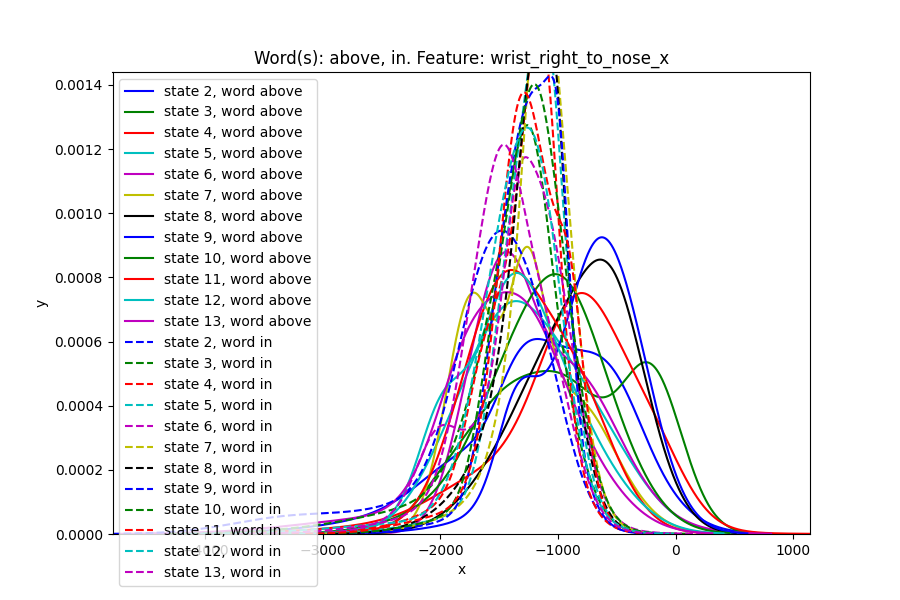 Word(s): above, in. Feature: wrist_right_to_nose_x
0.0014
0.0012
0.0010
0.0008
0.0006
0.0004
0.0002
0.0000
y
state 2, word above
state 3, word above
state 4, word above
state 5, word above
state 6, word above
state 7, word above
state 8, word above
state 9, word above
state 10, word above
state 11, word above
state 12, word above
state 13, word above
state 2, word in
state 3, word in
state 4, word in
state 5, word in
state 6, word in
state 7, word in
state 8, word in
state 9, word in
state 10, word in
state 11, word in
state 12, word in
state 13, word in
−4000 −3000 −2000 −1000 0 1000
x